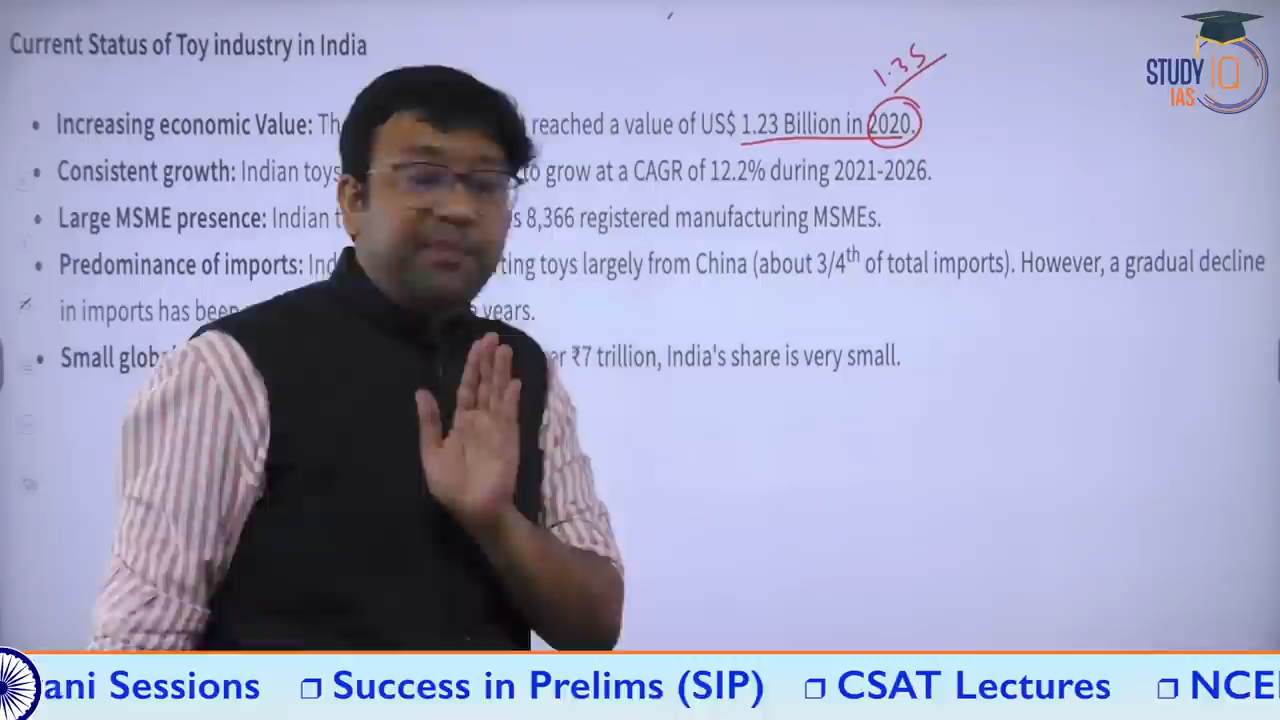 Current Status of Toy industry in India
1.35
STUDY IQ
IAS
• Increasing economic Value: Th reached a value of US$ 1.23 Billion in 2020.
• Consistent growth: Indian toys to grow at a CAGR of 12.2% during 2021-2026.
• Large MSME presence: Indian 8,366 registered manufacturing MSMEs.
• Predominance of imports: Ind ting toys largely from China (about 3/4th of total imports). However, a gradual decline
in imports has been years.
• Small glob ₹7 trillion, India's share is very small.
ani Sessions ❒ Success in Prelims (SIP) ❒ CSAT Lectures ❒ NCE